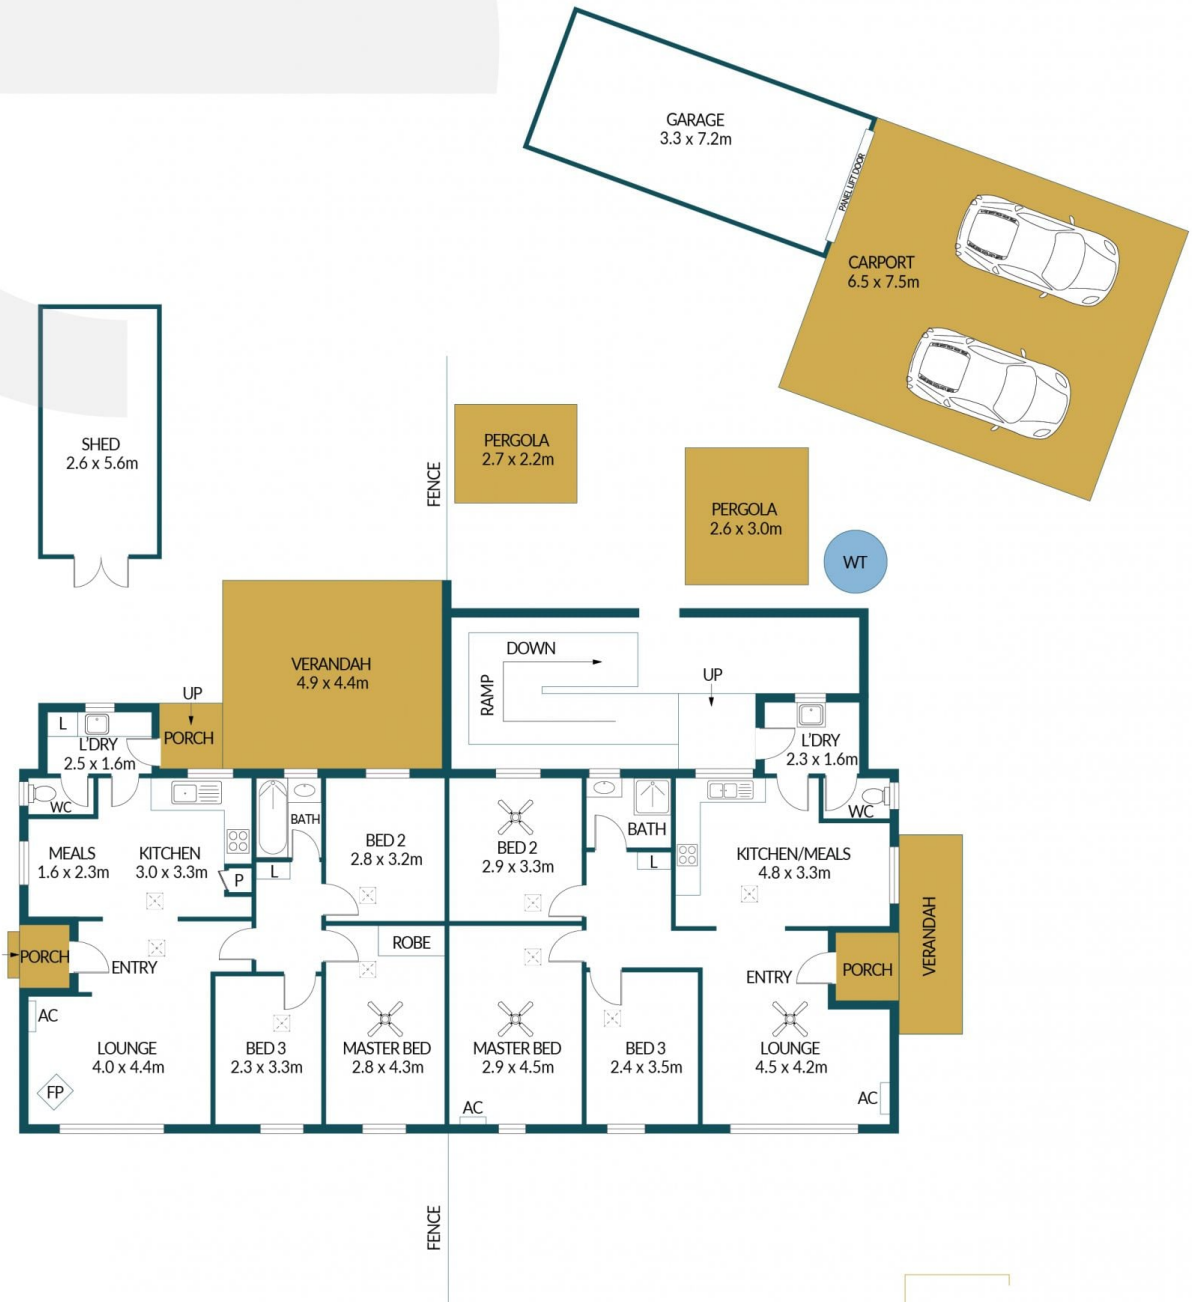 GARAGE
3.3 x 7.2m
PANEL LIFT DOOR
CARPORT
6.5 x 7.5m
SHED
2.6 x 5.6m
FENCE
PERGOLA
2.7 x 2.2m
PERGOLA
2.6 x 3.0m
WT
VERANDAH
4.9 x 4.4m
DOWN
RAMP
UP
UP
PORCH
L
L'DRY
2.5 x 1.6m
L'DRY
2.3 x 1.6m
WC
BATH
BED 2
2.8 x 3.2m
BED 2
2.9 x 3.3m
BATH
WC
MEALS
1.6 x 2.3m
KITCHEN
3.0 x 3.3m
P
L
L
KITCHEN/MEALS
4.8 x 3.3m
VERANDAH
PORCH
ENTRY
ROBE
ENTRY
PORCH
AC
LOUNGE
4.0 x 4.4m
FP
BED 3
2.3 x 3.3m
MASTER BED
2.8 x 4.3m
MASTER BED
2.9 x 4.5m
AC
BED 3
2.4 x 3.5m
LOUNGE
4.5 x 4.2m
AC
FENCE